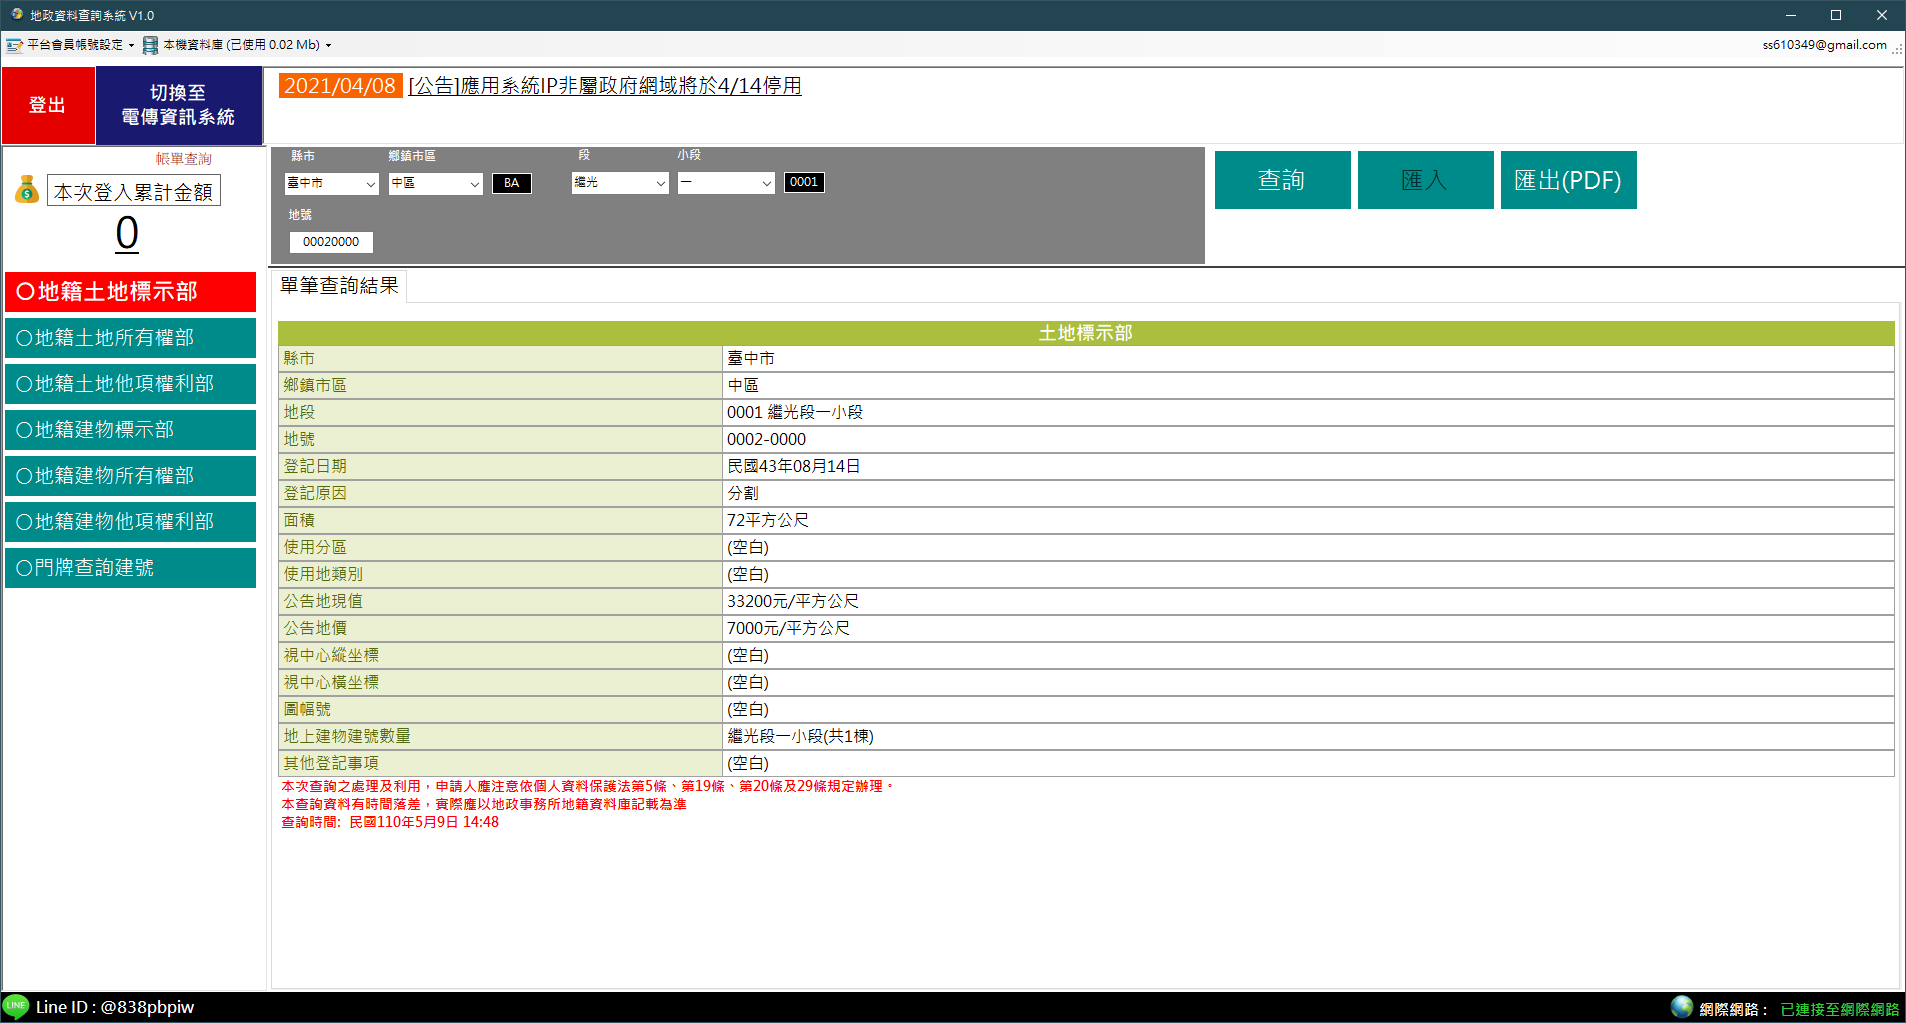 地政資料查詢系統 V1.0
平台會員帳號設定 本機資料庫 (已使用 0.02 Mb) ss610349@gmail.com
登出
切換至
電傳資訊系統
2021/04/08 [公告]應用系統IP非屬政府網域將於4/14停用
帳單查詢
本次登入累計金額
0
縣市 鄉鎮市區 段 小段
臺中市 中區 BA 繼光 一 0001
地號
00020000
查詢 匯入 匯出(PDF)
〇地籍土地標示部
〇地籍土地所有權部
〇地籍土地他項權利部
〇地籍建物標示部
〇地籍建物所有權部
〇地籍建物他項權利部
〇門牌查詢建號
單筆查詢結果
土地標示部
縣市 臺中市
鄉鎮市區 中區
地段 0001 繼光段一小段
地號 0002-0000
登記日期 民國43年08月14日
登記原因 分割
面積 72平方公尺
使用分區 (空白)
使用地類別 (空白)
公告地現值 33200元/平方公尺
公告地價 7000元/平方公尺
視中心縱坐標 (空白)
視中心橫坐標 (空白)
圖幅號 (空白)
地上建物建號數量 繼光段一小段(共1棟)
其他登記事項 (空白)
本次查詢之處理及利用，申請人應注意依個人資料保護法第5條、第19條、第20條及29條規定辦理。
本查詢資料有時間落差，實際應以地政事務所地籍資料庫記載為準
查詢時間: 民國110年5月9日 14:48
LINE Line ID : @838pbpiw
網際網路： 已連接至網際網路